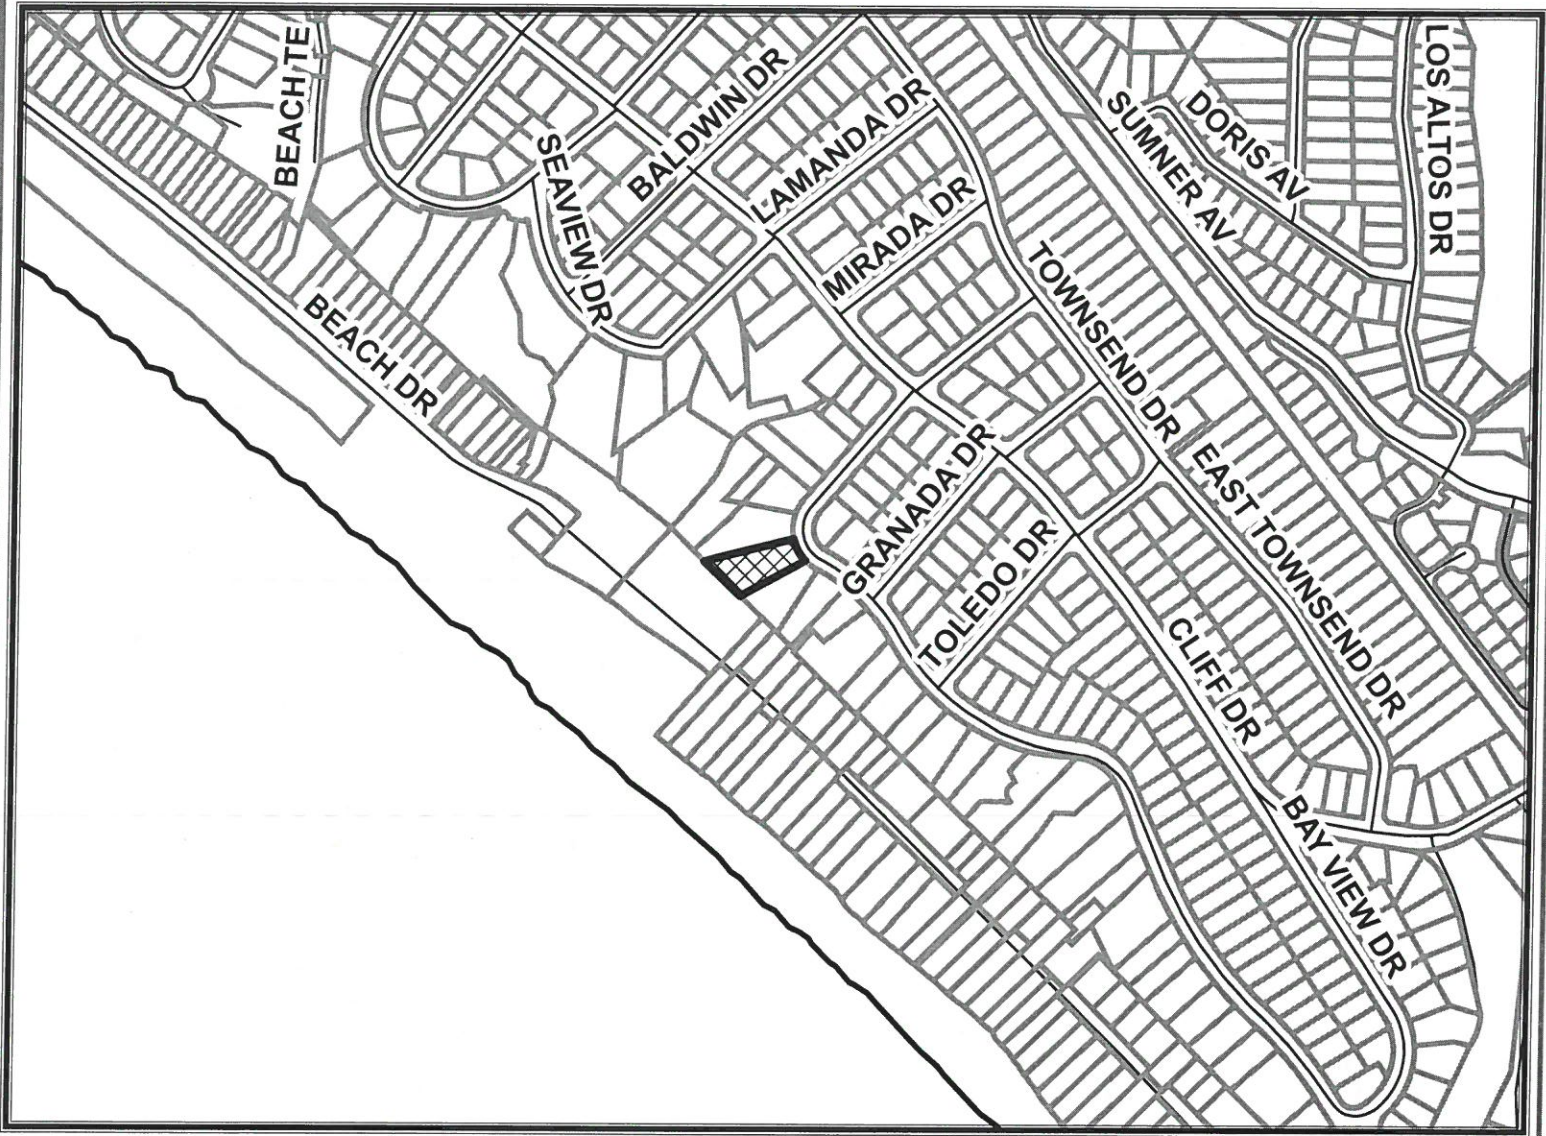 BEACH TE
BALDWIN DR
SEAVIEW DR
LAMANDA DR
MIRADA DR
SUMNER AV
DORIS AV
LOS ALTOS DR
BEACH DR
TOWNSEND DR
EAST TOWNSEND DR
GRANADA DR
TOLEDO DR
CLIFF DR
BAY VIEW DR